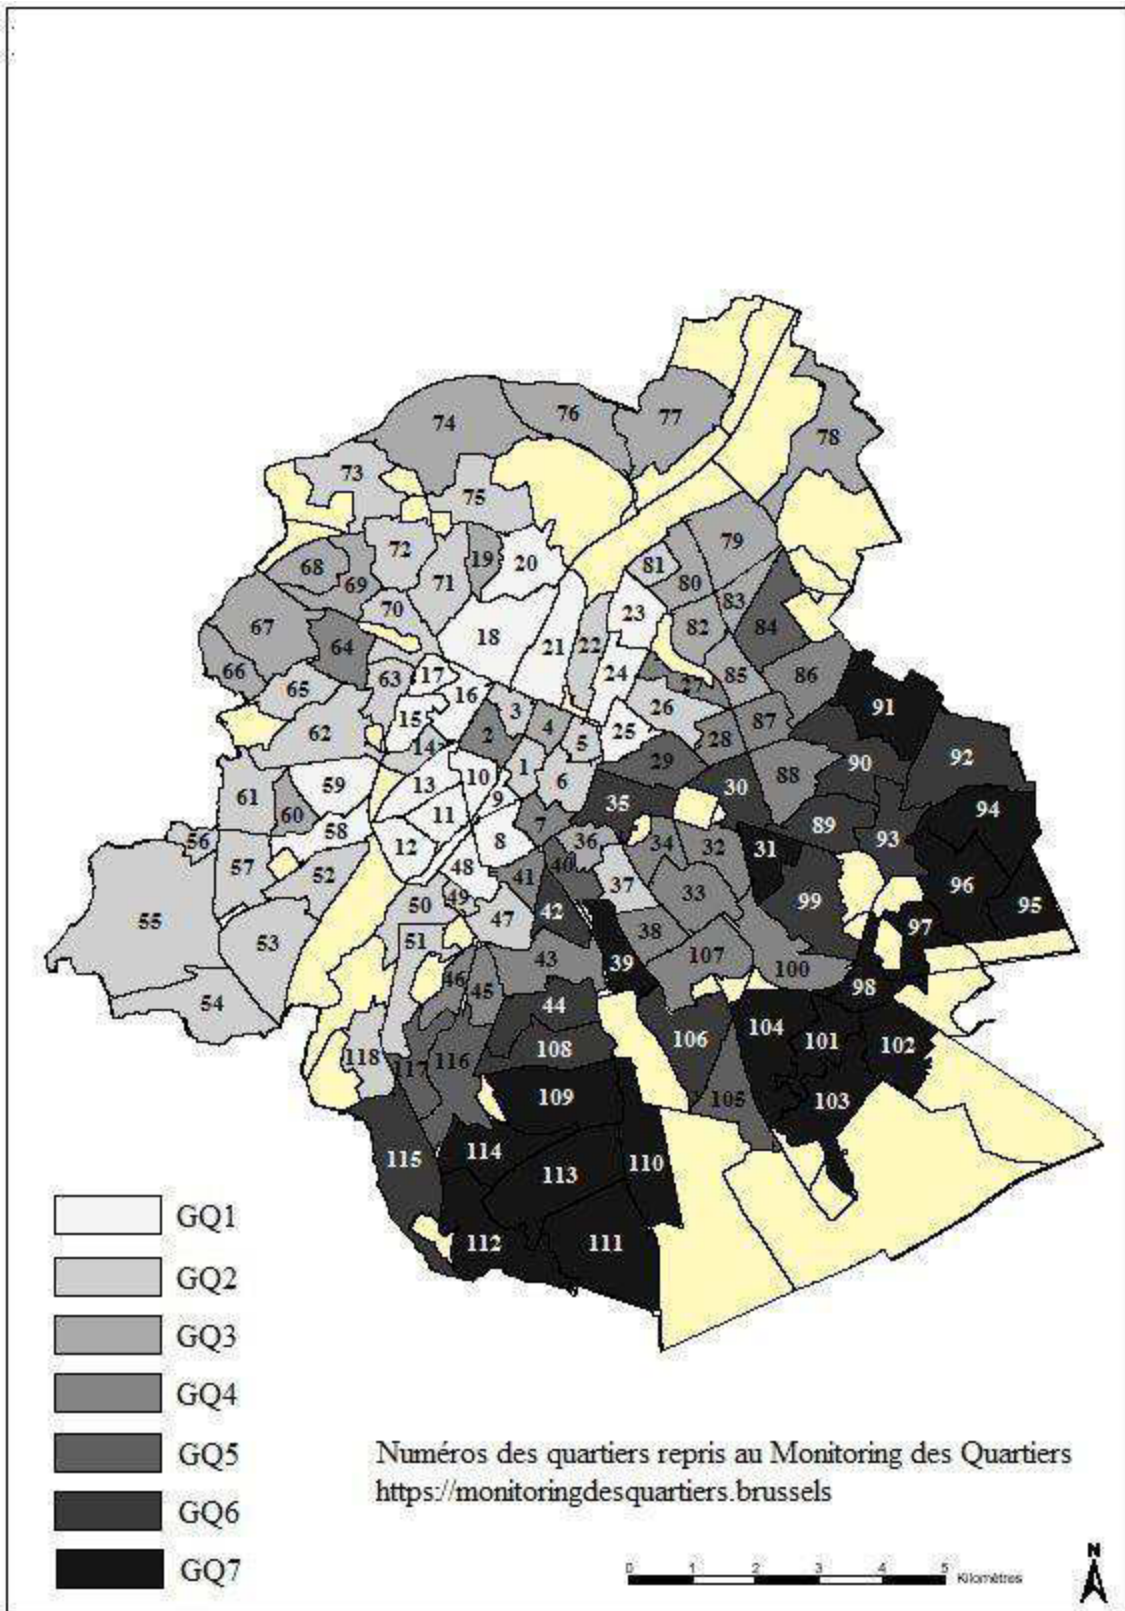 74 76 77 78
73 75
72 19 20 81 79
68 69 71 80
70 23 83
67 18 21 22 82 84
64 24
66 65 63 17 16 27 85 86
15 3 26 91
62 2 4 5 25 28 87
14 1 29 90 92
59 13 10 6 30 88
61 9 35
60 11 7 89 94
58 12 8 36 34 32 31 93
56 57 52 48 41 40 37 33 99 96
49 42 95
55 50 47 38 97
53 51 43 39 107 100
46 45 98
54 44 104 101 102
118 108 106
117 116 109 105 103
115 114 113 110
112 111
GQ1
GQ2
GQ3
GQ4
GQ5
GQ6
GQ7
Numéros des quartiers repris au Monitoring des Quartiers
https://monitoringdesquartiers.brussels
0 1 2 3 4 5
Kilomètres
N